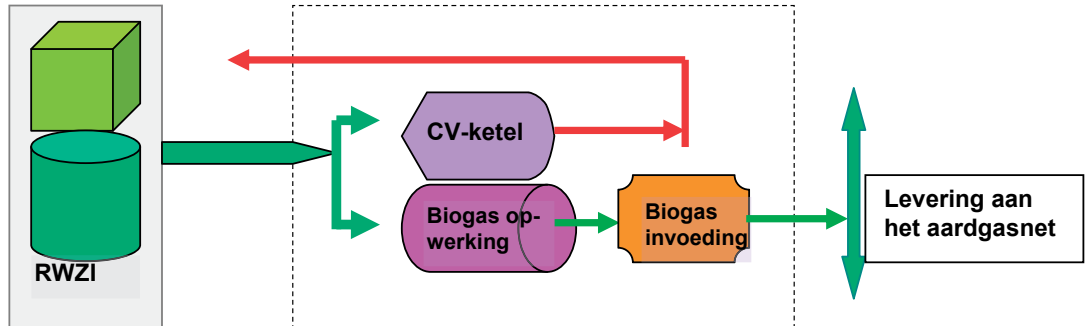 CV-ketel
Biogas op-
werking
Biogas
invoeding
Levering aan
het aardgasnet
RWZI